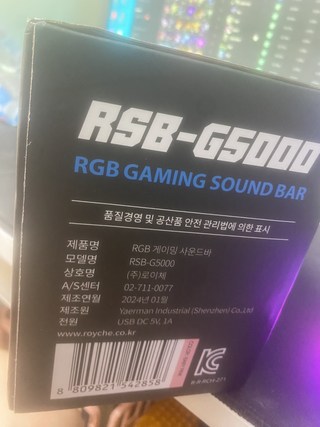 RSB-G5000
RGB GAMING SOUND BAR
품질경영 및 공산품 안전 관리법에 의한 표시
제품명 RGB 게이밍 사운드바
모델명 RSB-G5000
상호명 (주)로이체
A/S센터 02-711-0077
제조연월 2024년 01월
제조원 Yaerman Industrial (Shenzhen) Co.,Ltd
전원 USB DC 5V, 1A
www.royche.co.kr
8 809821 542858